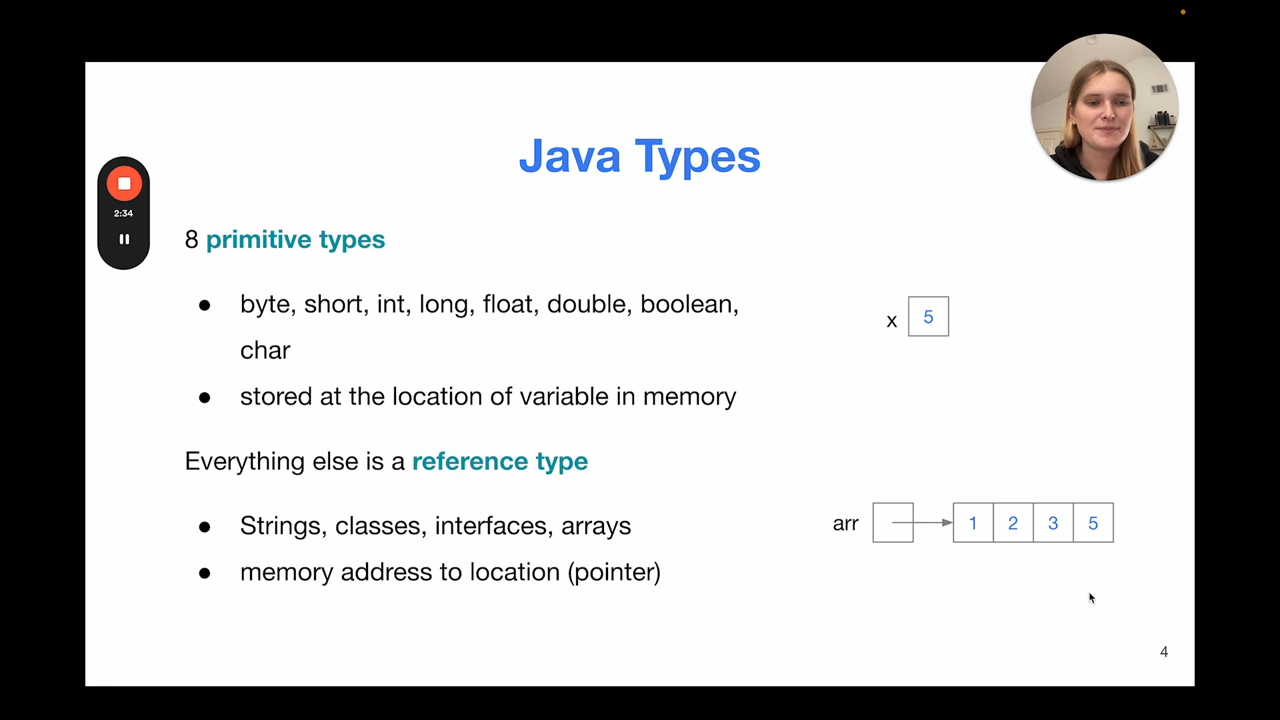 Java Types
2:34
8 primitive types
● byte, short, int, long, float, double, boolean,
char
x 5
● stored at the location of variable in memory
Everything else is a reference type
● Strings, classes, interfaces, arrays
arr 1 2 3 5
● memory address to location (pointer)
4